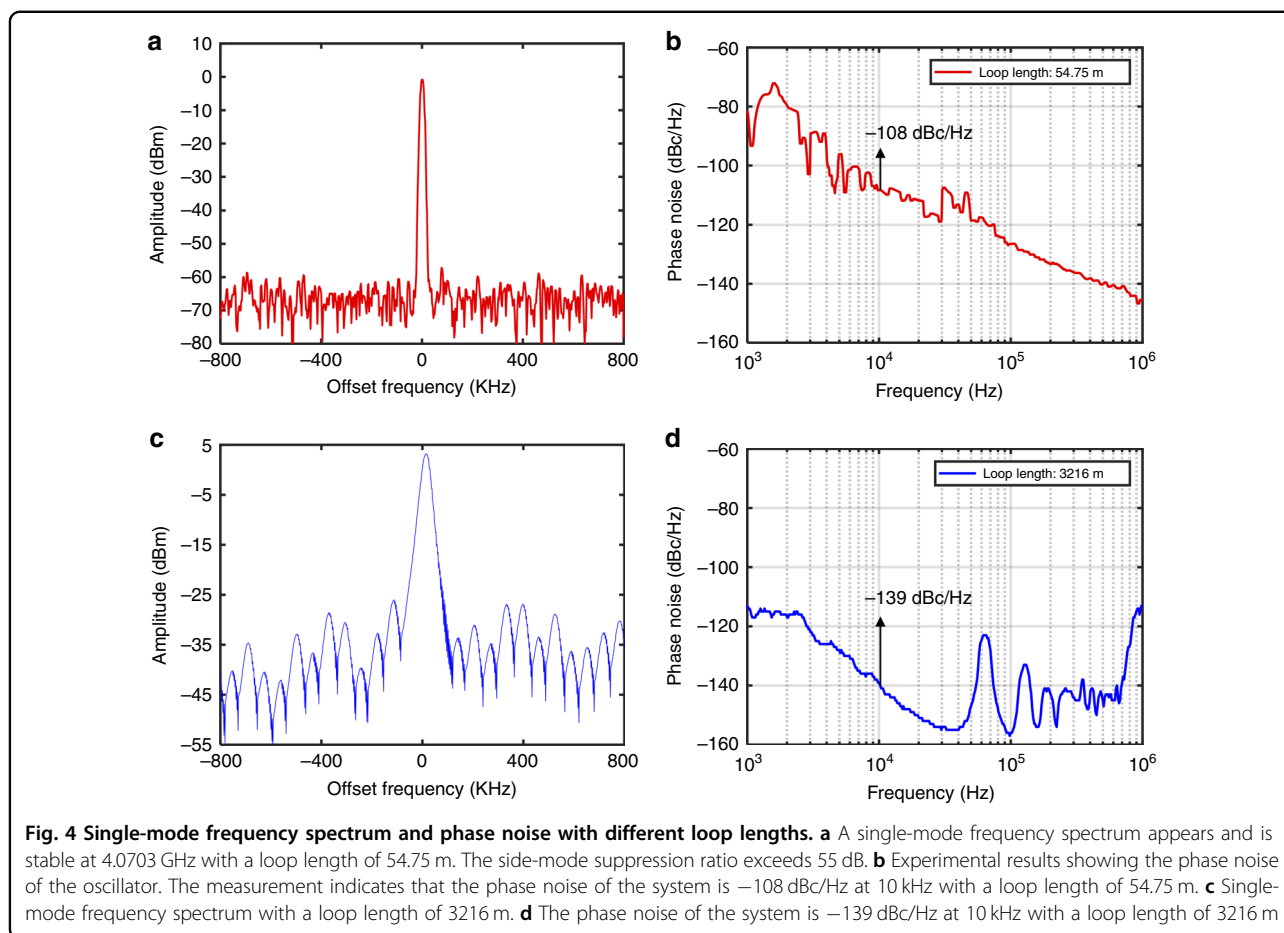 a
10
0
−10
−20
−30
−40
−50
−60
−70
−80
Amplitude (dBm)
−800
−400
0
400
800
Offset frequency (KHz)
b
−60
−80
−100
−120
−140
−160
Phase noise (dBc/Hz)
Loop length: 54.75 m
−108 dBc/Hz
10³
10⁴
10⁵
10⁶
Frequency (Hz)
c
5
−5
−15
−25
−35
−45
−55
Amplitude (dBm)
−800
−400
0
400
800
Offset frequency (KHz)
d
−60
−80
−100
−120
−140
−160
Phase noise (dBc/Hz)
Loop length: 3216 m
−139 dBc/Hz
10³
10⁴
10⁵
10⁶
Frequency (Hz)
Fig. 4 Single-mode frequency spectrum and phase noise with different loop lengths. a A single-mode frequency spectrum appears and is
stable at 4.0703 GHz with a loop length of 54.75 m. The side-mode suppression ratio exceeds 55 dB. b Experimental results showing the phase noise
of the oscillator. The measurement indicates that the phase noise of the system is −108 dBc/Hz at 10 kHz with a loop length of 54.75 m. c Single-
mode frequency spectrum with a loop length of 3216 m. d The phase noise of the system is −139 dBc/Hz at 10 kHz with a loop length of 3216 m